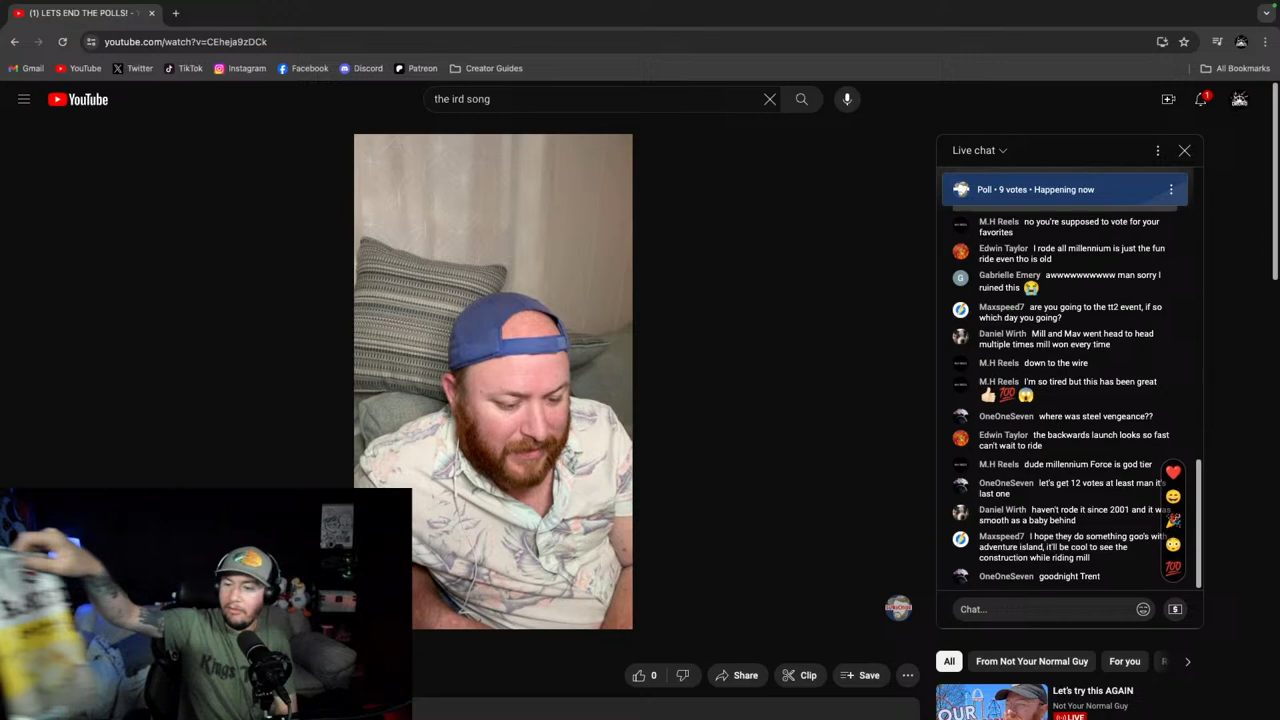 (1) LETS END THE POLLS! - Y
youtube.com/watch?v=CEheja9zDCk
Gmail YouTube Twitter TikTok Instagram Facebook Discord Patreon Creator Guides All Bookmarks
YouTube
the ird song
1
Live chat
Poll • 9 votes • Happening now
M.H Reels no you're supposed to vote for your
favorites
Edwin Taylor I rode all millennium is just the fun
ride even tho is old
Gabrielle Emery awwwwwwwwww man sorry I
ruined this 😭
Maxspeed7 are you going to the tt2 event, if so
which day you going?
Daniel Wirth Mill and Mav went head to head
multiple times mill won every time
M.H Reels down to the wire
M.H Reels I'm so tired but this has been great
👍🏻💯😱
OneOneSeven where was steel vengeance??
Edwin Taylor the backwards launch looks so fast
can't wait to ride
M.H Reels dude millennium Force is god tier
OneOneSeven let's get 12 votes at least man it's
last one
Daniel Wirth haven't rode it since 2001 and it was
smooth as a baby behind
Maxspeed7 I hope they do something goo's with
adventure island, it'll be cool to see the
construction while riding mill
OneOneSeven goodnight Trent
Chat...
0 Share Clip Save
All From Not Your Normal Guy For you
Let's try this AGAIN
Not Your Normal Guy
LIVE
OUR
Kings